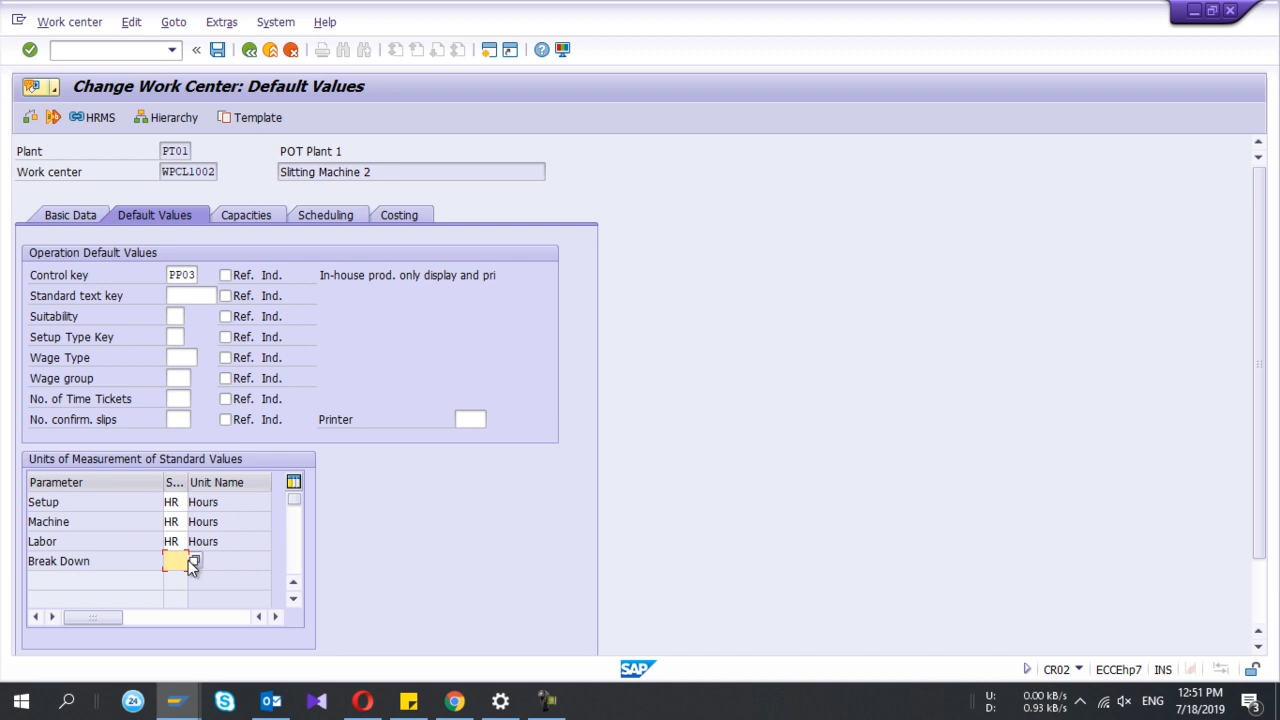 Work center Edit Goto Extras System Help
Change Work Center: Default Values
HRMS Hierarchy Template
Plant PT01 POT Plant 1
Work center WPCL1002 Slitting Machine 2
Basic Data Default Values Capacities Scheduling Costing
Operation Default Values
Control key PP03 Ref. Ind. In-house prod. only display and pri
Standard text key Ref. Ind.
Suitability Ref. Ind.
Setup Type Key Ref. Ind.
Wage Type Ref. Ind.
Wage group Ref. Ind.
No. of Time Tickets Ref. Ind.
No. confirm. slips Ref. Ind. Printer
Units of Measurement of Standard Values
Parameter S... Unit Name
Setup HR Hours
Machine HR Hours
Labor HR Hours
Break Down
SAP CR02 ECCEhp7 INS
24 U: 0.00 kB/s ENG 12:51 PM
D: 0.93 kB/s 7/18/2019 3